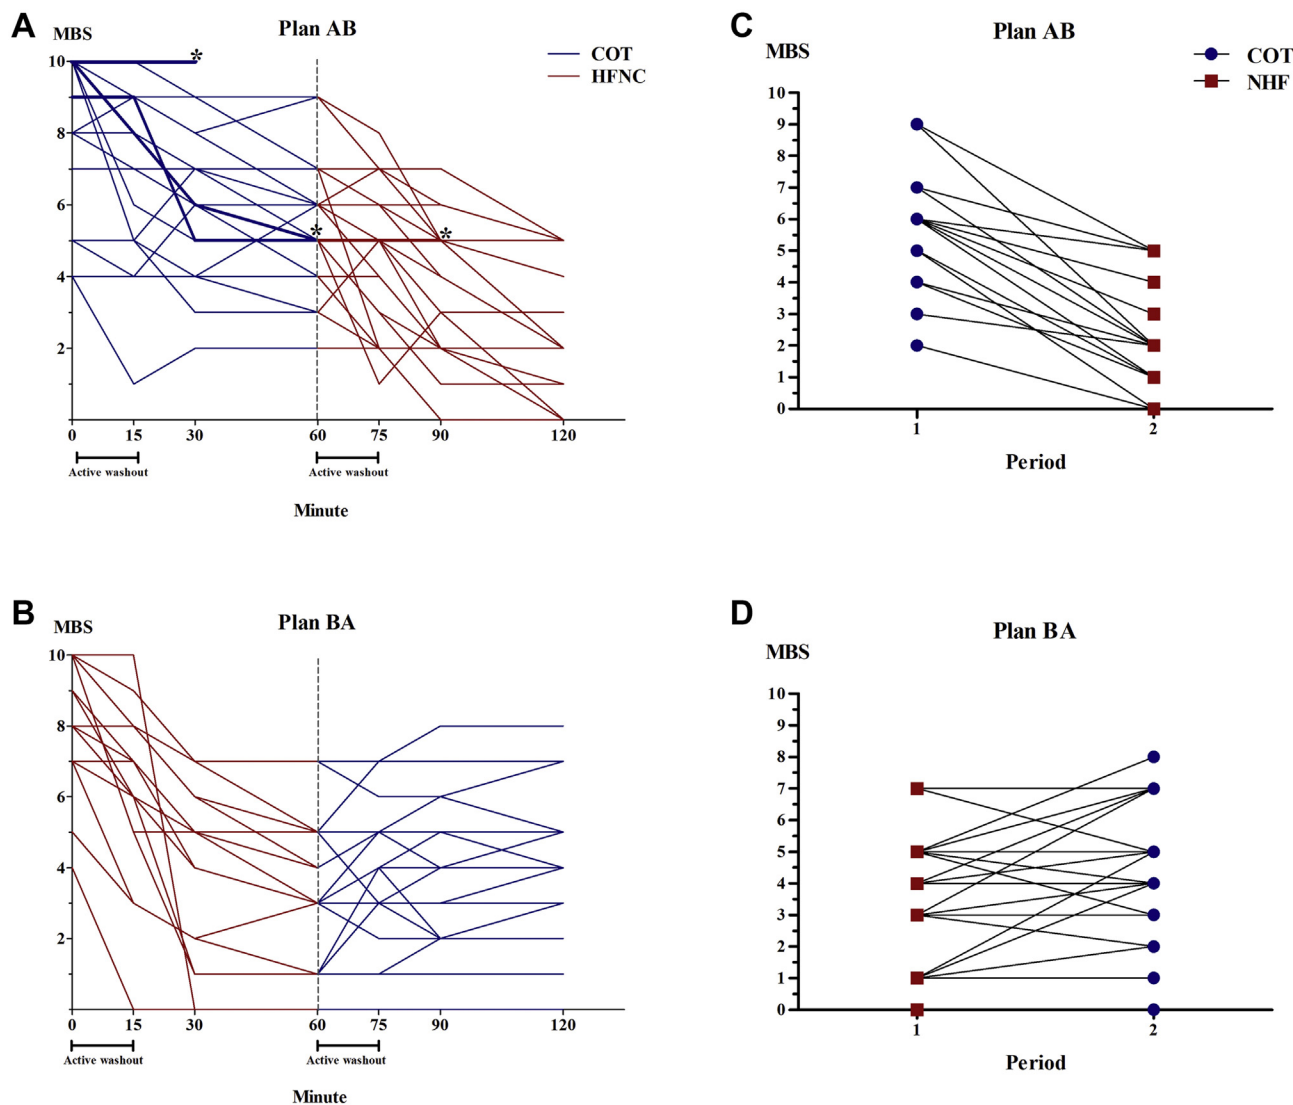 A
Plan AB
MBS
COT
HFNC
10
8
6
4
2
*
*
*
0 15 30 60 75 90 120
Active washout Active washout
Minute
C
Plan AB
MBS
COT
NHF
10
9
8
7
6
5
4
3
2
1
0
1 2
Period
B
Plan BA
MBS
10
8
6
4
2
0 15 30 60 75 90 120
Active washout Active washout
Minute
D
Plan BA
MBS
10
9
8
7
6
5
4
3
2
1
0
1 2
Period